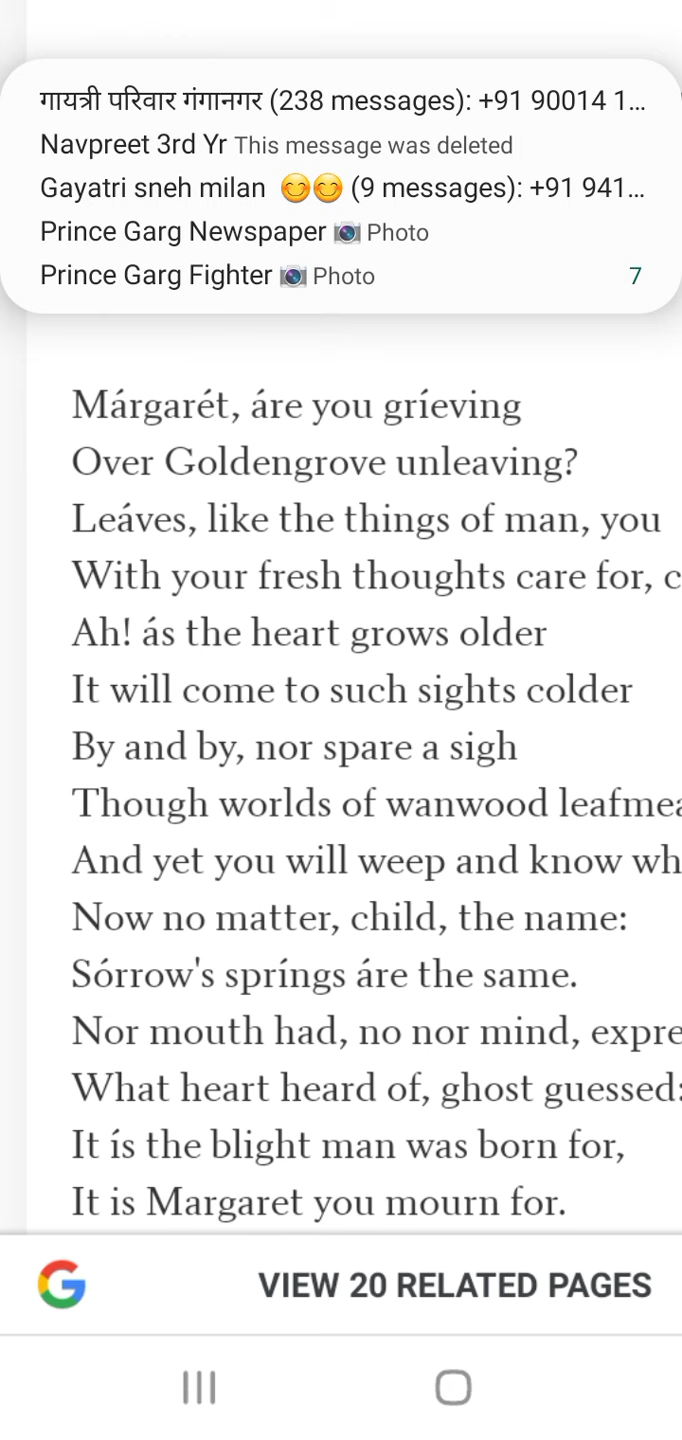 गायत्री परिवार गंगानगर (238 messages): +91 90014 1...
Navpreet 3rd Yr This message was deleted
Gayatri sneh milan 😊😊 (9 messages): +91 941...
Prince Garg Newspaper 📷 Photo
Prince Garg Fighter 📷 Photo 7
Márgarét, áre you gríeving
Over Goldengrove unleaving?
Leáves, like the things of man, you
With your fresh thoughts care for, c
Ah! ás the heart grows older
It will come to such sights colder
By and by, nor spare a sigh
Though worlds of wanwood leafmea
And yet you will weep and know wh
Now no matter, child, the name:
Sórrow's spríngs áre the same.
Nor mouth had, no nor mind, expre
What heart heard of, ghost guessed:
It ís the blight man was born for,
It is Margaret you mourn for.
G VIEW 20 RELATED PAGES